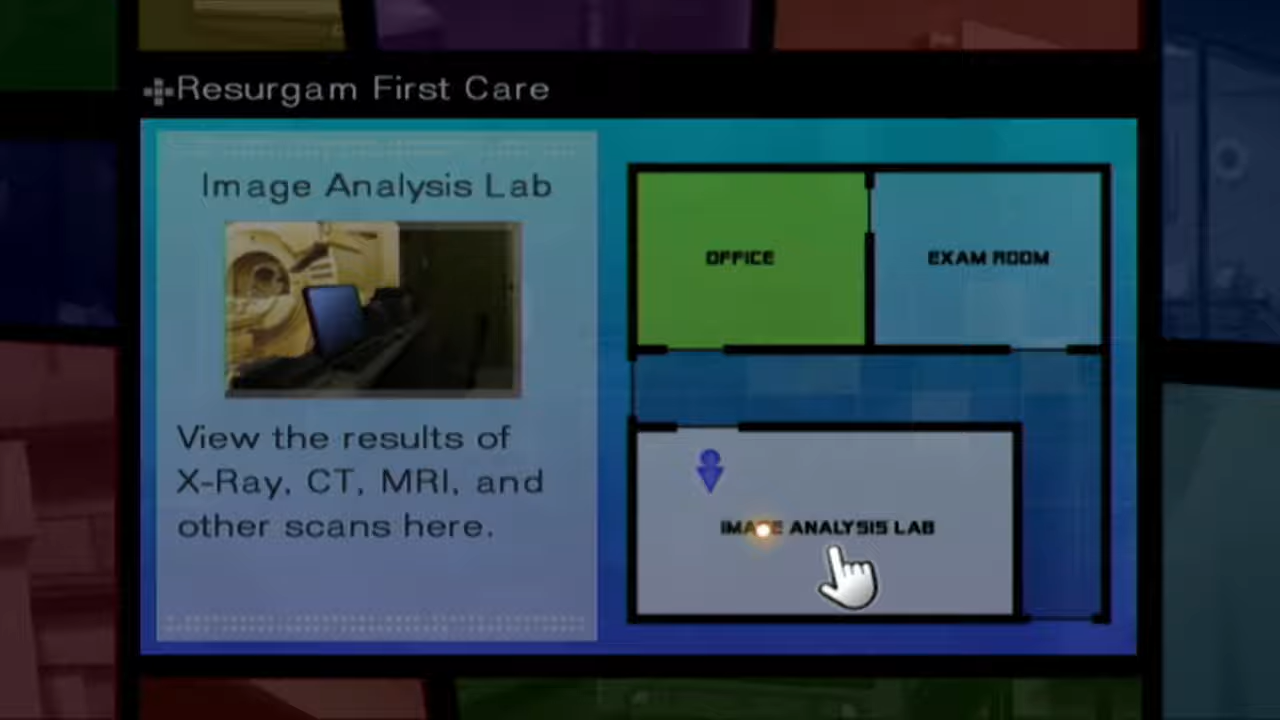 Resurgam First Care
Image Analysis Lab
View the results of
X-Ray, CT, MRI, and
other scans here.
OFFICE
EXAM ROOM
IMAGE ANALYSIS LAB